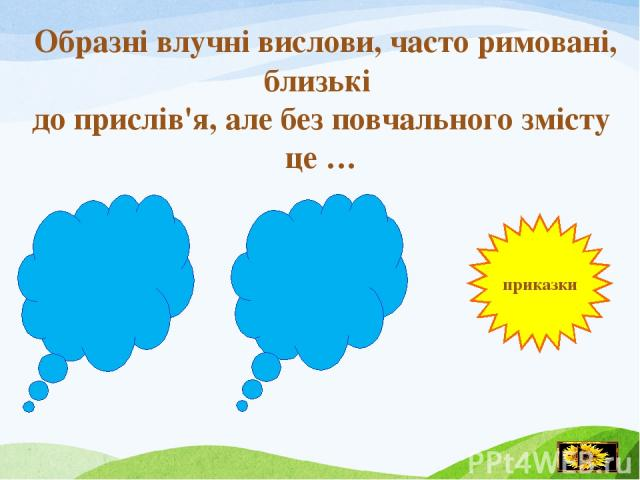 Образні влучні вислови, часто римовані,
близькі
до прислів'я, але без повчального змісту
це …
приказки
PPt4WEB.ru